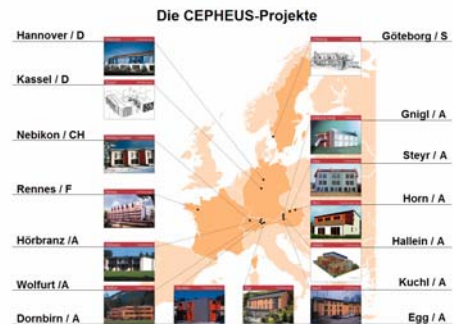 Die CEPHEUS-Projekte
Hannover / D
Kassel / D
Nebikon / CH
Rennes / F
Hörbranz /A
Wolfurt /A
Dornbirn / A
Göteborg / S
Gnigl / A
Steyr / A
Horn / A
Hallein / A
Kuchl / A
Egg / A